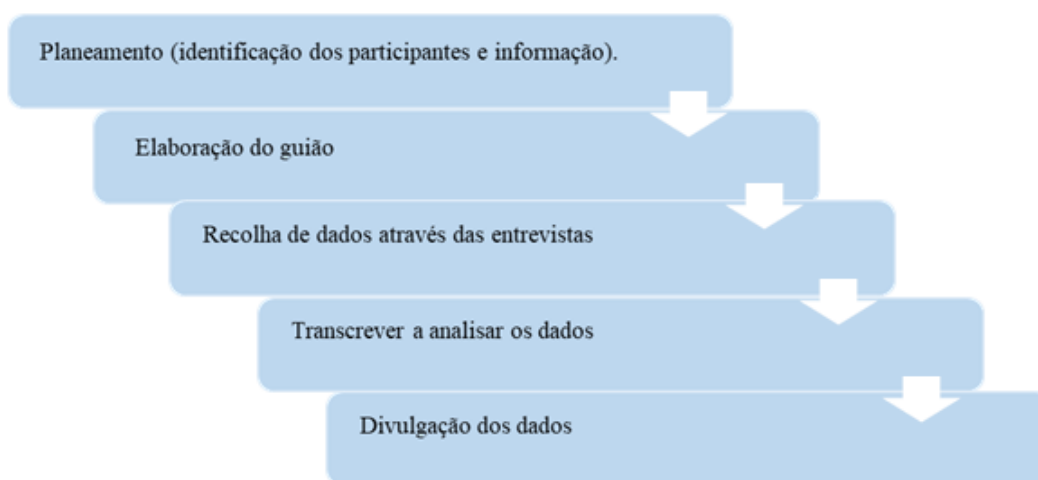 Planeamento (identificação dos participantes e informação).
Elaboração do guião
Recolha de dados através das entrevistas
Transcrever a analisar os dados
Divulgação dos dados